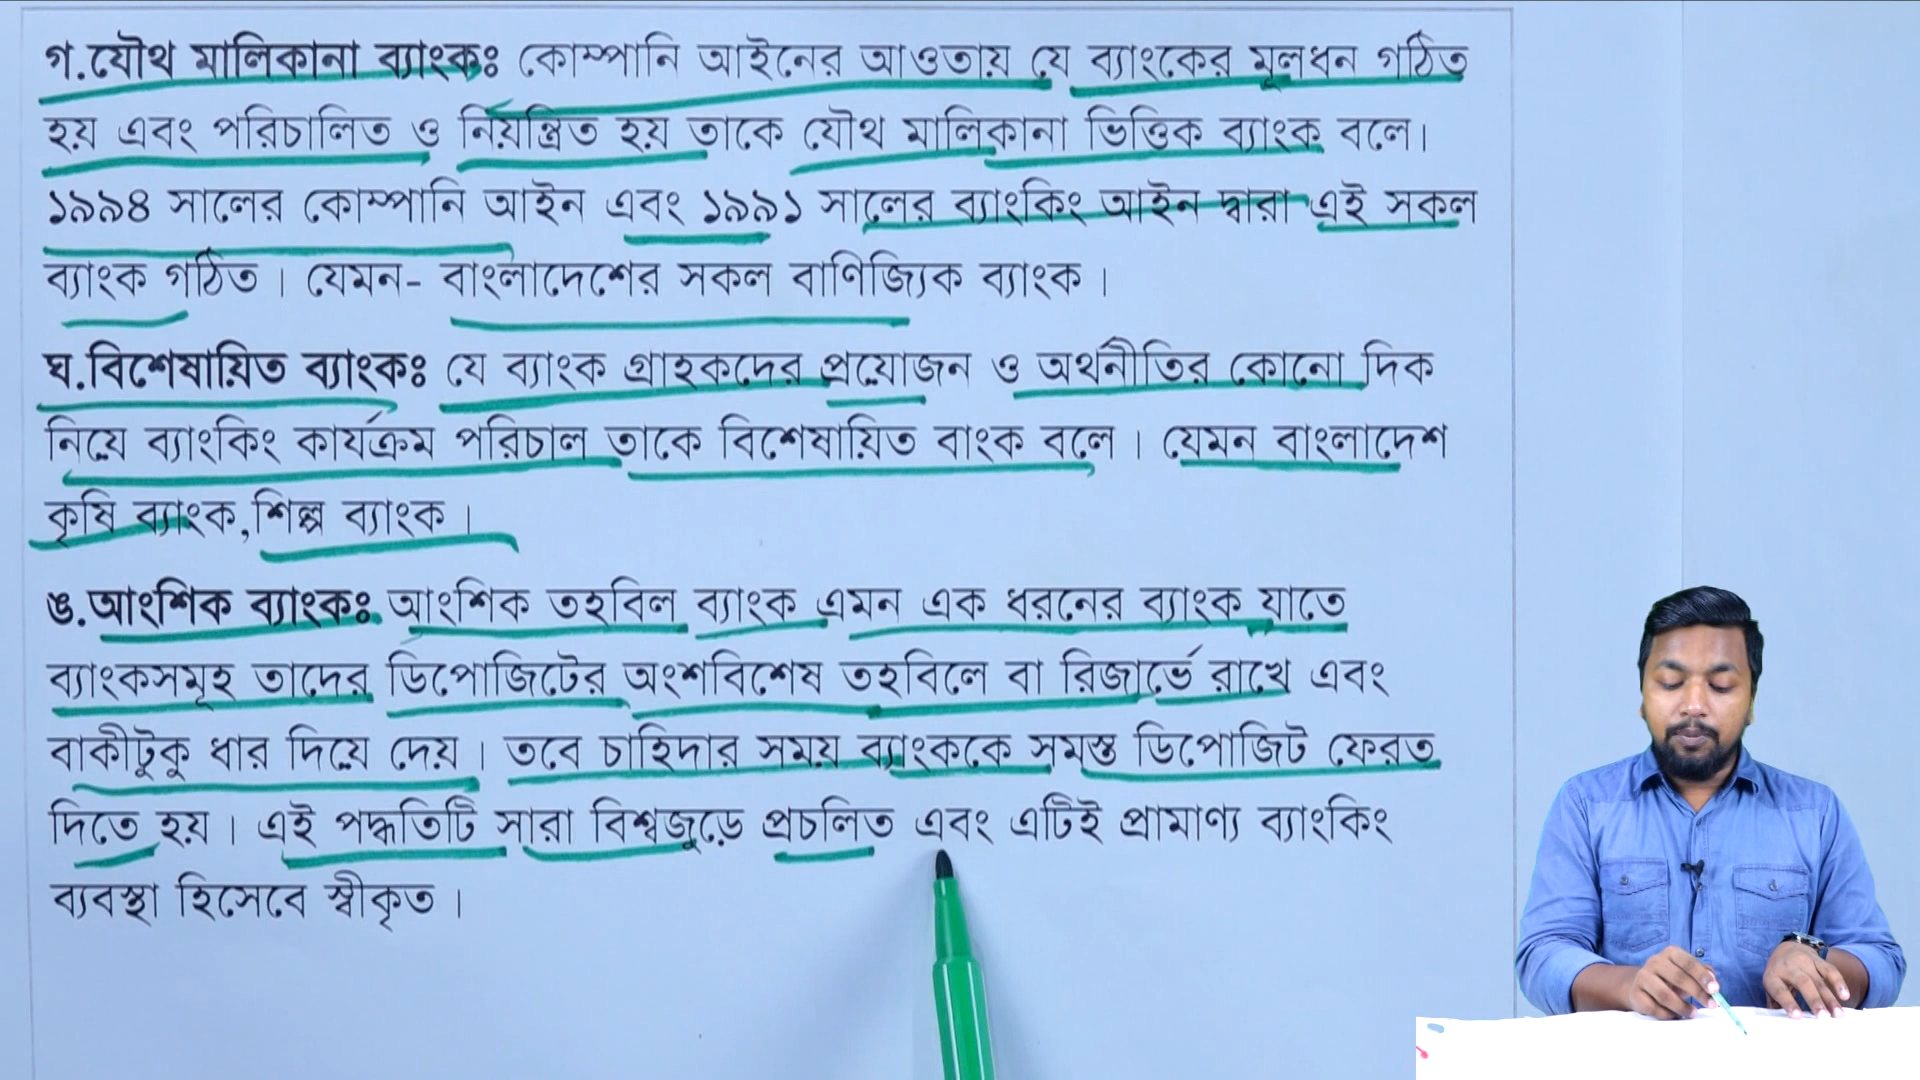 গ.যৌথ মালিকানা ব্যাংকঃ কোম্পানি আইনের আওতায় যে ব্যাংকের মূলধন গঠিত
হয় এবং পরিচালিত ও নিয়ন্ত্রিত হয় তাকে যৌথ মালিকানা ভিত্তিক ব্যাংক বলে।
১৯৯৪ সালের কোম্পানি আইন এবং ১৯৯১ সালের ব্যাংকিং আইন দ্বারা এই সকল
ব্যাংক গঠিত। যেমন- বাংলাদেশের সকল বাণিজ্যিক ব্যাংক।
ঘ.বিশেষায়িত ব্যাংকঃ যে ব্যাংক গ্রাহকদের প্রয়োজন ও অর্থনীতির কোনো দিক
নিয়ে ব্যাংকিং কার্যক্রম পরিচাল তাকে বিশেষায়িত বাংক বলে। যেমন বাংলাদেশ
কৃষি ব্যাংক,শিল্প ব্যাংক।
ঙ.আংশিক ব্যাংকঃ আংশিক তহবিল ব্যাংক এমন এক ধরনের ব্যাংক যাতে
ব্যাংকসমূহ তাদের ডিপোজিটের অংশবিশেষ তহবিলে বা রিজার্ভে রাখে এবং
বাকীটুকু ধার দিয়ে দেয়। তবে চাহিদার সময় ব্যাংককে সমস্ত ডিপোজিট ফেরত
দিতে হয়। এই পদ্ধতিটি সারা বিশ্বজুড়ে প্রচলিত এবং এটিই প্রামাণ্য ব্যাংকিং
ব্যবস্থা হিসেবে স্বীকৃত।